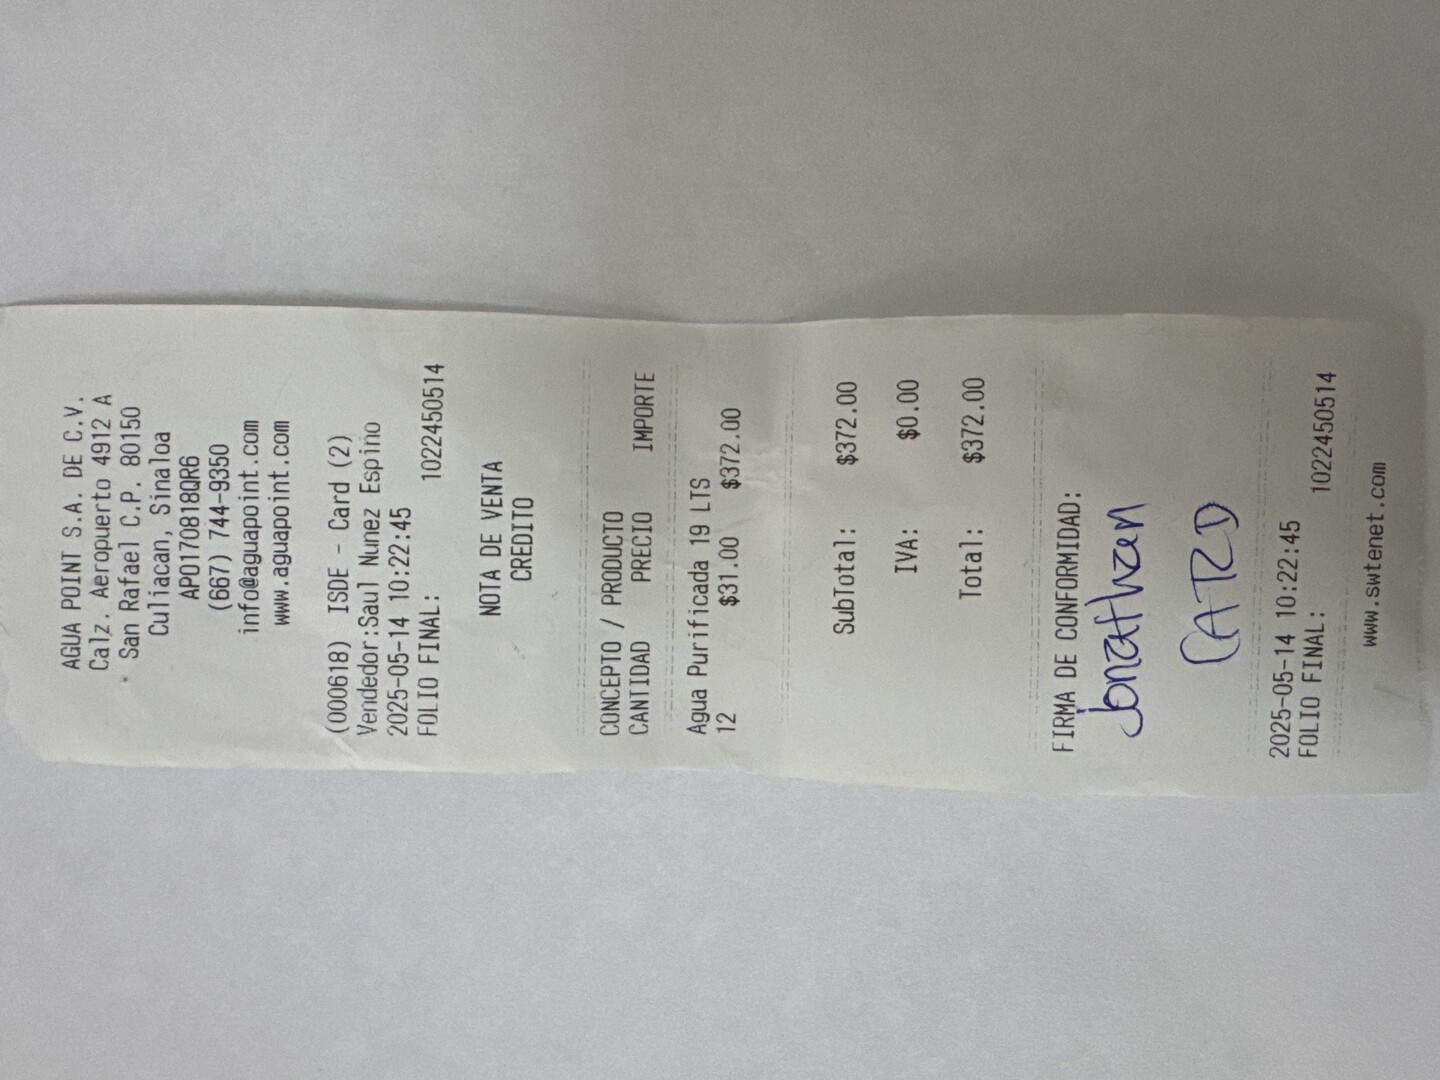 AGUA POINT S.A. DE C.V.
Calz. Aeropuerto 4912 A
San Rafael C.P. 80150
Culiacan, Sinaloa
APO170818QR6
(667) 744-9350
info@aguapoint.com
www.aguapoint.com
(000618) ISDE - Card (2)
Vendedor:Saul Nunez Espino
2025-05-14 10:22:45
FOLIO FINAL: 1022450514
NOTA DE VENTA
CREDITO
CONCEPTO / PRODUCTO
CANTIDAD PRECIO IMPORTE
Agua Purificada 19 LTS
12 $31.00 $372.00
SubTotal: $372.00
IVA: $0.00
Total: $372.00
FIRMA DE CONFORMIDAD:
jonathan
CARD
2025-05-14 10:22:45
FOLIO FINAL: 1022450514
www.swtenet.com